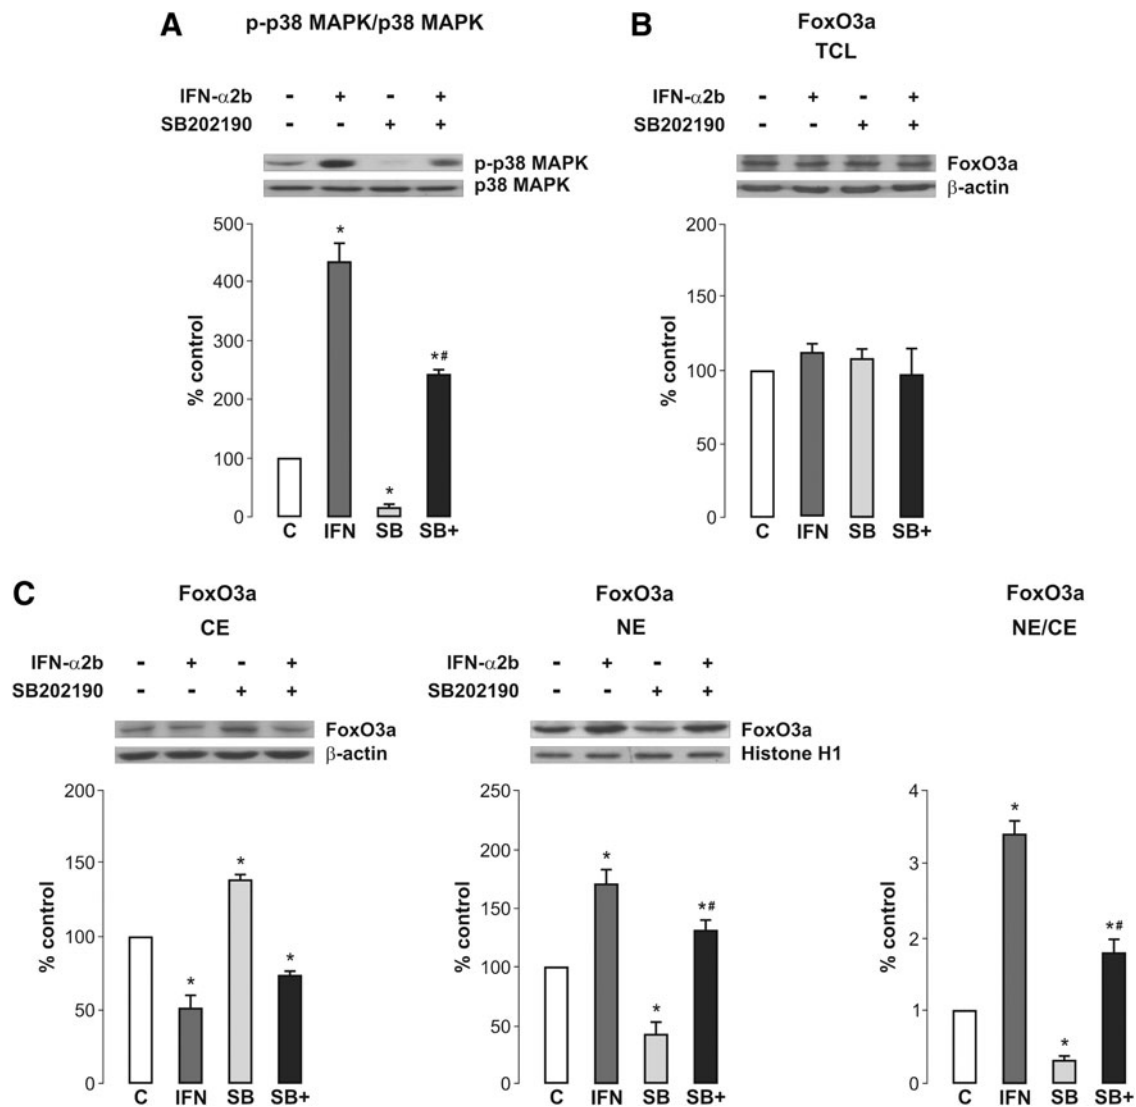 A
p-p38 MAPK/p38 MAPK
IFN-α2b - + - +
SB202190 - - + +
p-p38 MAPK
p38 MAPK
500
400
300
200
100
0
% control
*
*
*#
C IFN SB SB+
B
FoxO3a
TCL
IFN-α2b - + - +
SB202190 - - + +
FoxO3a
β-actin
200
150
100
50
0
% control
C IFN SB SB+
C
FoxO3a
CE
IFN-α2b - + - +
SB202190 - - + +
FoxO3a
β-actin
200
150
100
50
0
% control
*
*
*
C IFN SB SB+
FoxO3a
NE
IFN-α2b - + - +
SB202190 - - + +
FoxO3a
Histone H1
250
200
150
100
50
0
% control
*
*
*#
C IFN SB SB+
FoxO3a
NE/CE
4
3
2
1
0
% control
*
*
*#
C IFN SB SB+